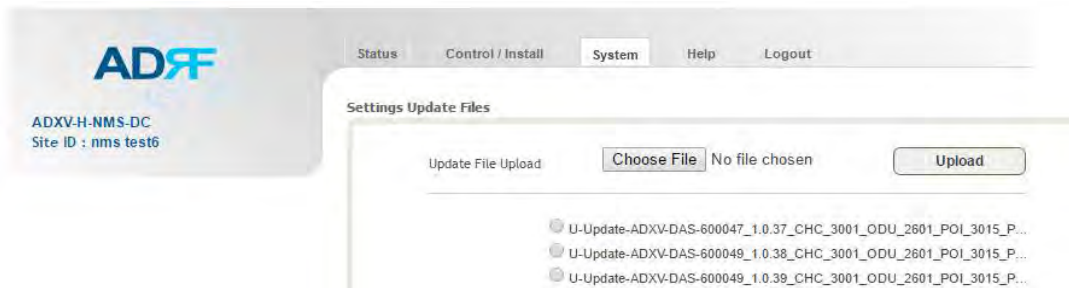 ADRF
Status Control / Install System Help Logout
ADXV-H-NMS-DC
Site ID : nms test6
Settings Update Files
Update File Upload Choose File No file chosen Upload
U-Update-ADXV-DAS-600047_1.0.37_CHC_3001_ODU_2601_POI_3015_P...
U-Update-ADXV-DAS-600049_1.0.38_CHC_3001_ODU_2601_POI_3015_P...
U-Update-ADXV-DAS-600049_1.0.39_CHC_3001_ODU_2601_POI_3015_P...